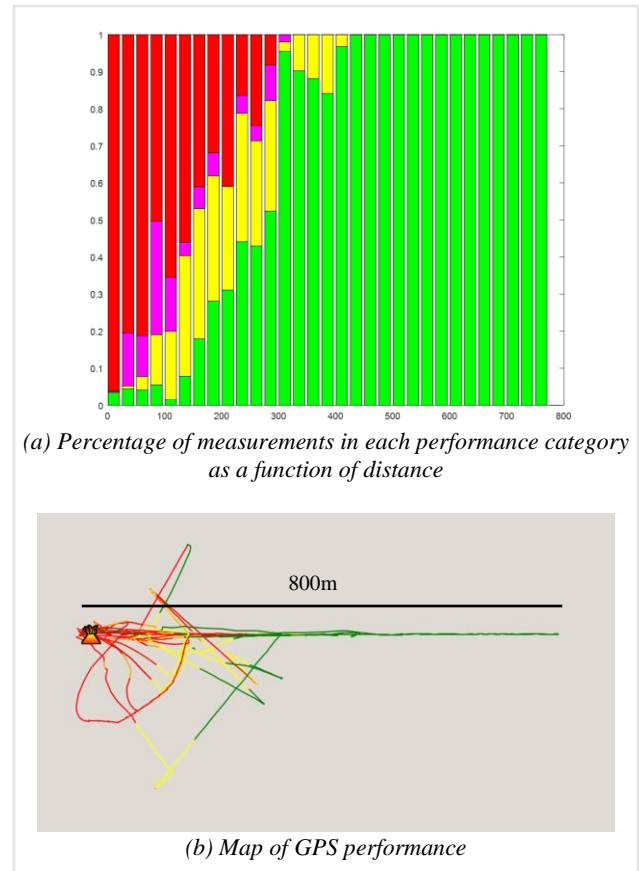 1
0.9
0.8
0.7
0.6
0.5
0.4
0.3
0.2
0.1
0
0 100 200 300 400 500 600 700 800
(a) Percentage of measurements in each performance category
as a function of distance
800m
(b) Map of GPS performance